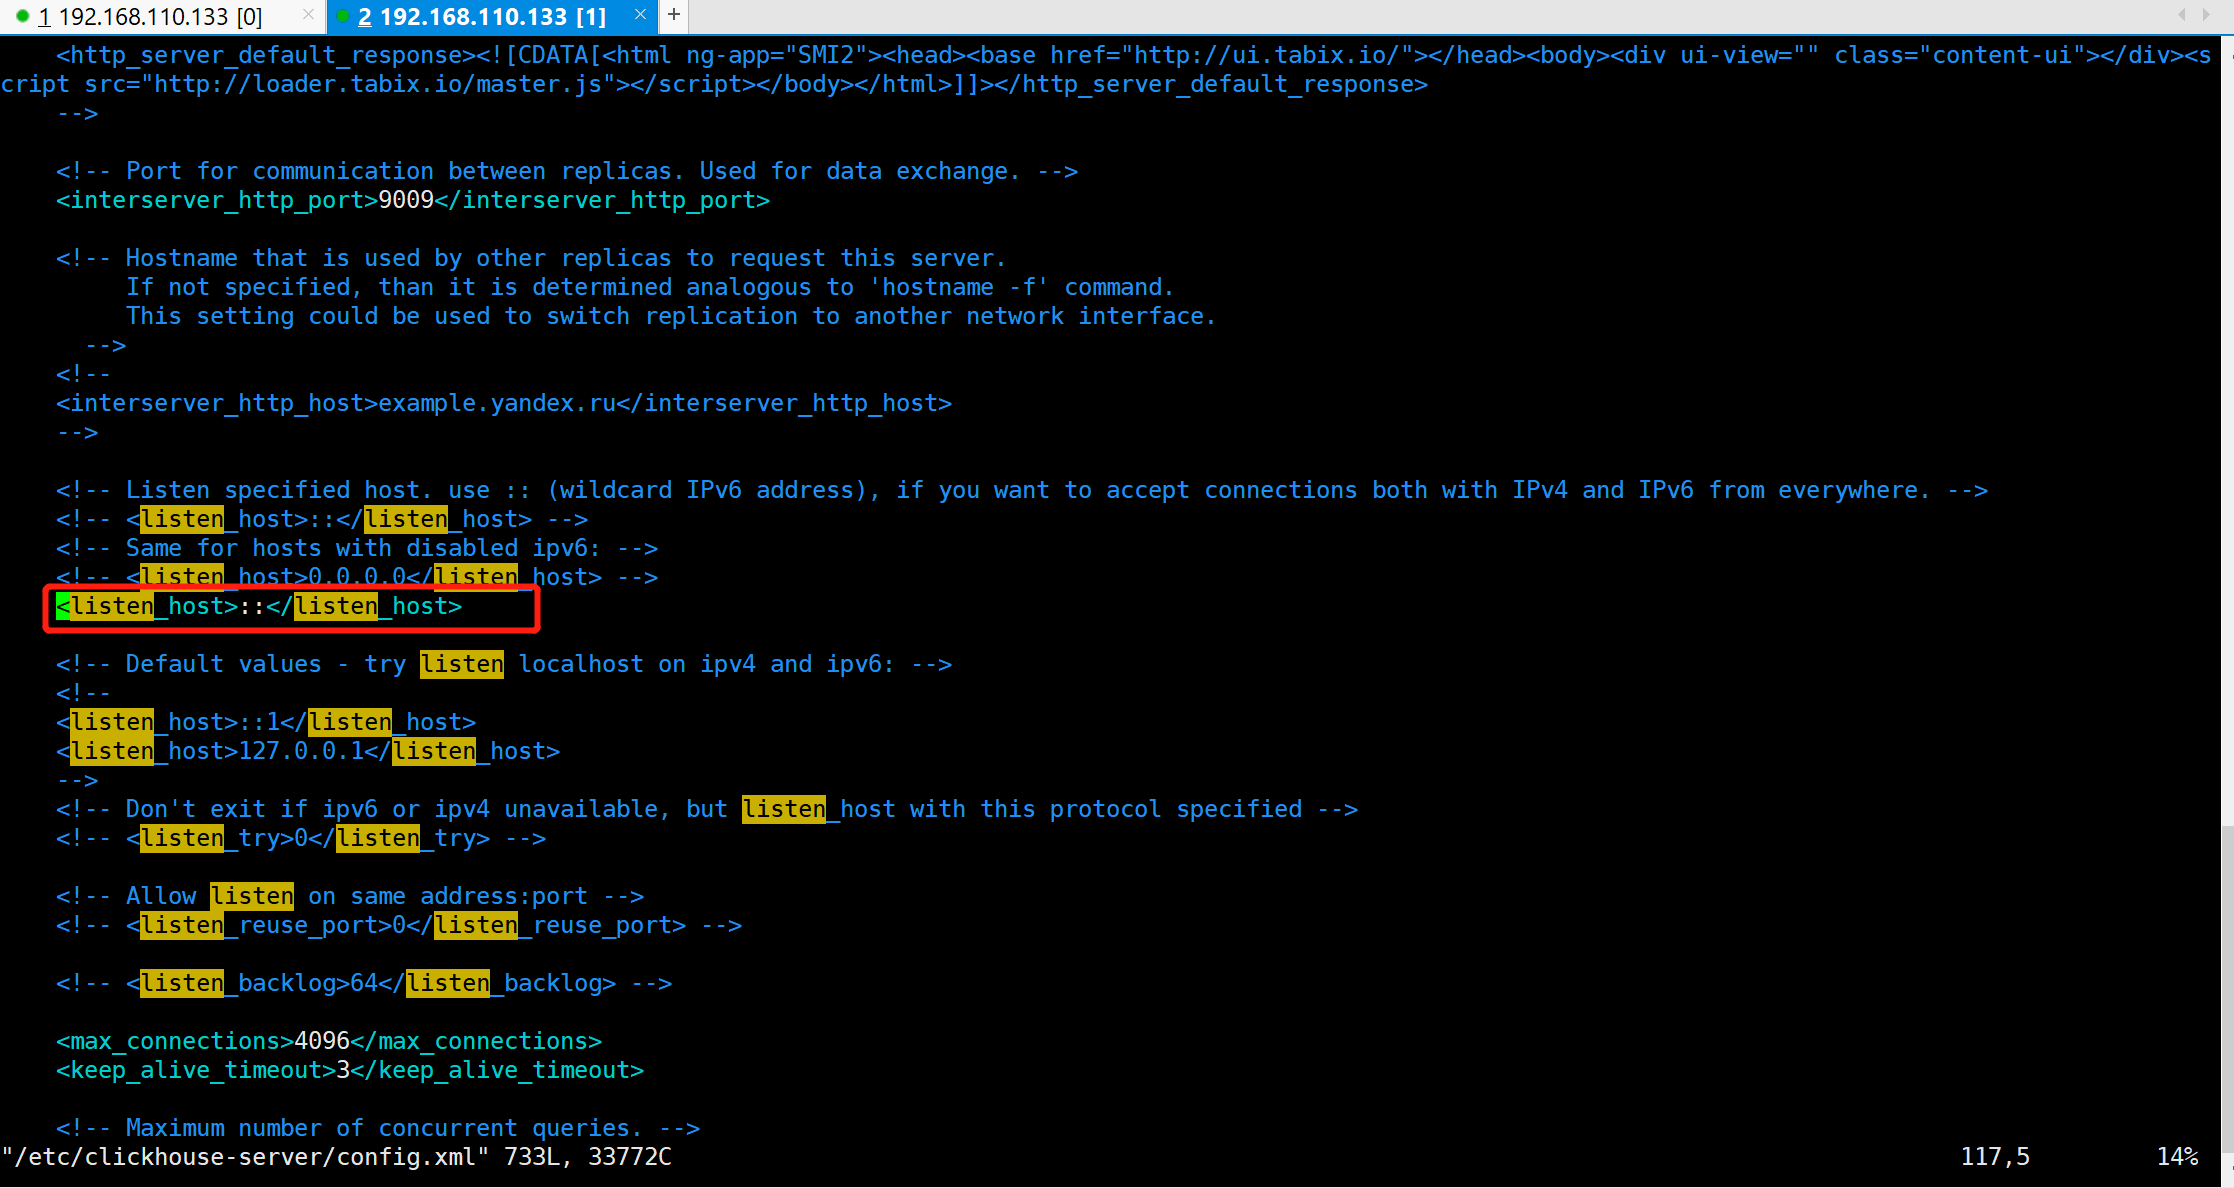 1 192.168.110.133 [0] × 2 192.168.110.133 [1] × +
<http_server_default_response><![CDATA[<html ng-app="SMI2"><head><base href="http://ui.tabix.io/"></head><body><div ui-view="" class="content-ui"></div><s
cript src="http://loader.tabix.io/master.js"></script></body></html>]]></http_server_default_response>
-->
<!-- Port for communication between replicas. Used for data exchange. -->
<interserver_http_port>9009</interserver_http_port>
<!-- Hostname that is used by other replicas to request this server.
If not specified, than it is determined analogous to 'hostname -f' command.
This setting could be used to switch replication to another network interface.
-->
<!--
<interserver_http_host>example.yandex.ru</interserver_http_host>
-->
<!-- Listen specified host. use :: (wildcard IPv6 address), if you want to accept connections both with IPv4 and IPv6 from everywhere. -->
<!-- <listen_host>::</listen_host> -->
<!-- Same for hosts with disabled ipv6: -->
<!-- <listen_host>0.0.0.0</listen_host> -->
<listen_host>::</listen_host>
<!-- Default values - try listen localhost on ipv4 and ipv6: -->
<!--
<listen_host>::1</listen_host>
<listen_host>127.0.0.1</listen_host>
-->
<!-- Don't exit if ipv6 or ipv4 unavailable, but listen_host with this protocol specified -->
<!-- <listen_try>0</listen_try> -->
<!-- Allow listen on same address:port -->
<!-- <listen_reuse_port>0</listen_reuse_port> -->
<!-- <listen_backlog>64</listen_backlog> -->
<max_connections>4096</max_connections>
<keep_alive_timeout>3</keep_alive_timeout>
<!-- Maximum number of concurrent queries. -->
"/etc/clickhouse-server/config.xml" 733L, 33772C 117,5 14%